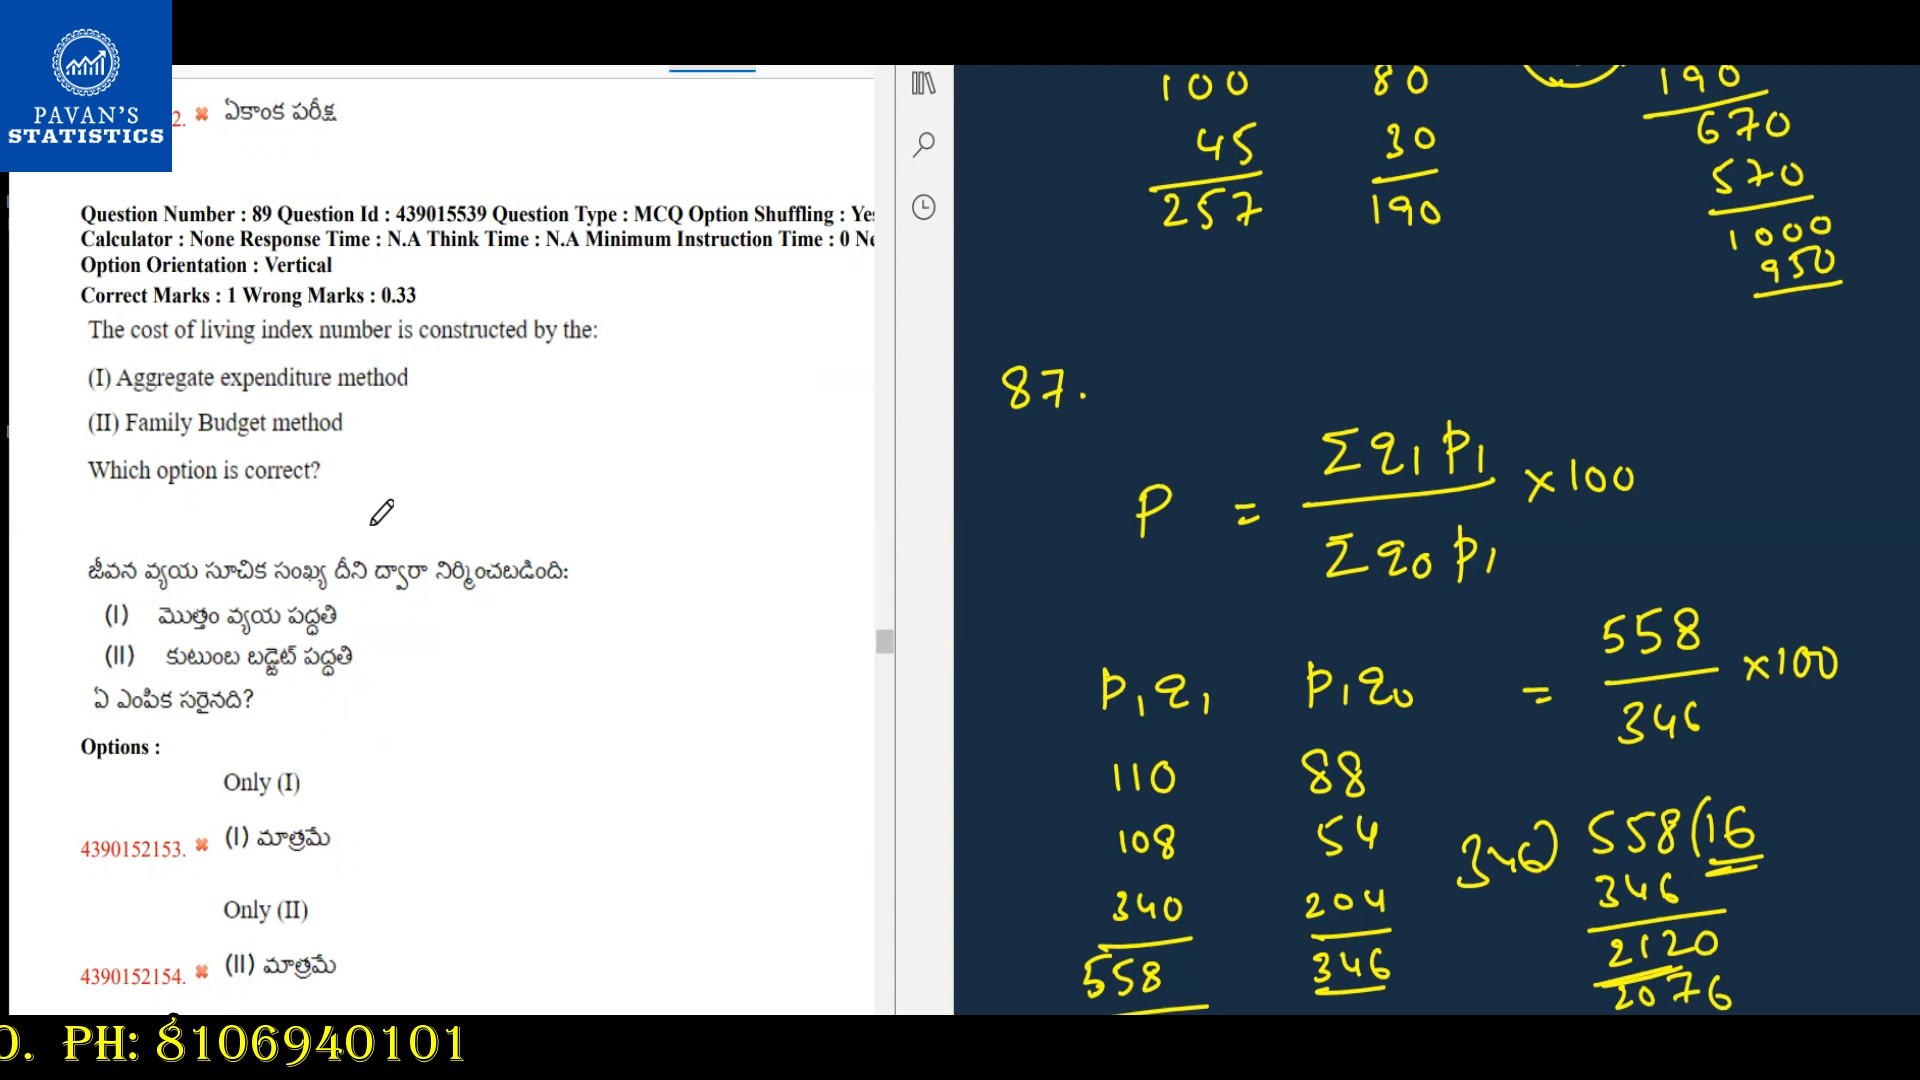 PAVAN'S
STATISTICS
2. ఏకాంక పరీక్ష
Question Number : 89 Question Id : 439015539 Question Type : MCQ Option Shuffling : Yes
Calculator : None Response Time : N.A Think Time : N.A Minimum Instruction Time : 0 Ne
Option Orientation : Vertical
Correct Marks : 1 Wrong Marks : 0.33
The cost of living index number is constructed by the:
(I) Aggregate expenditure method
(II) Family Budget method
Which option is correct?
జీవన వ్యయ సూచిక సంఖ్య దీని ద్వారా నిర్మించబడింది:
(I) మొత్తం వ్యయ పద్ధతి
(II) కుటుంబ బడ్జెట్ పద్ధతి
ఏ ఎంపిక సరైనది?
Options :
Only (I)
4390152153. (I) మాత్రమే
Only (II)
4390152154. (II) మాత్రమే
100 80
45 30
257 190
190
670
570
1000
950
87.
P = Σq₁p₁ / Σq₀p₁ ×100
p₁q₁ p₁q₀
110 88
108 54
340 204
558 346
= 558 / 346 ×100
346) 558 (16
346
2120
2076
0. PH: 8106940101